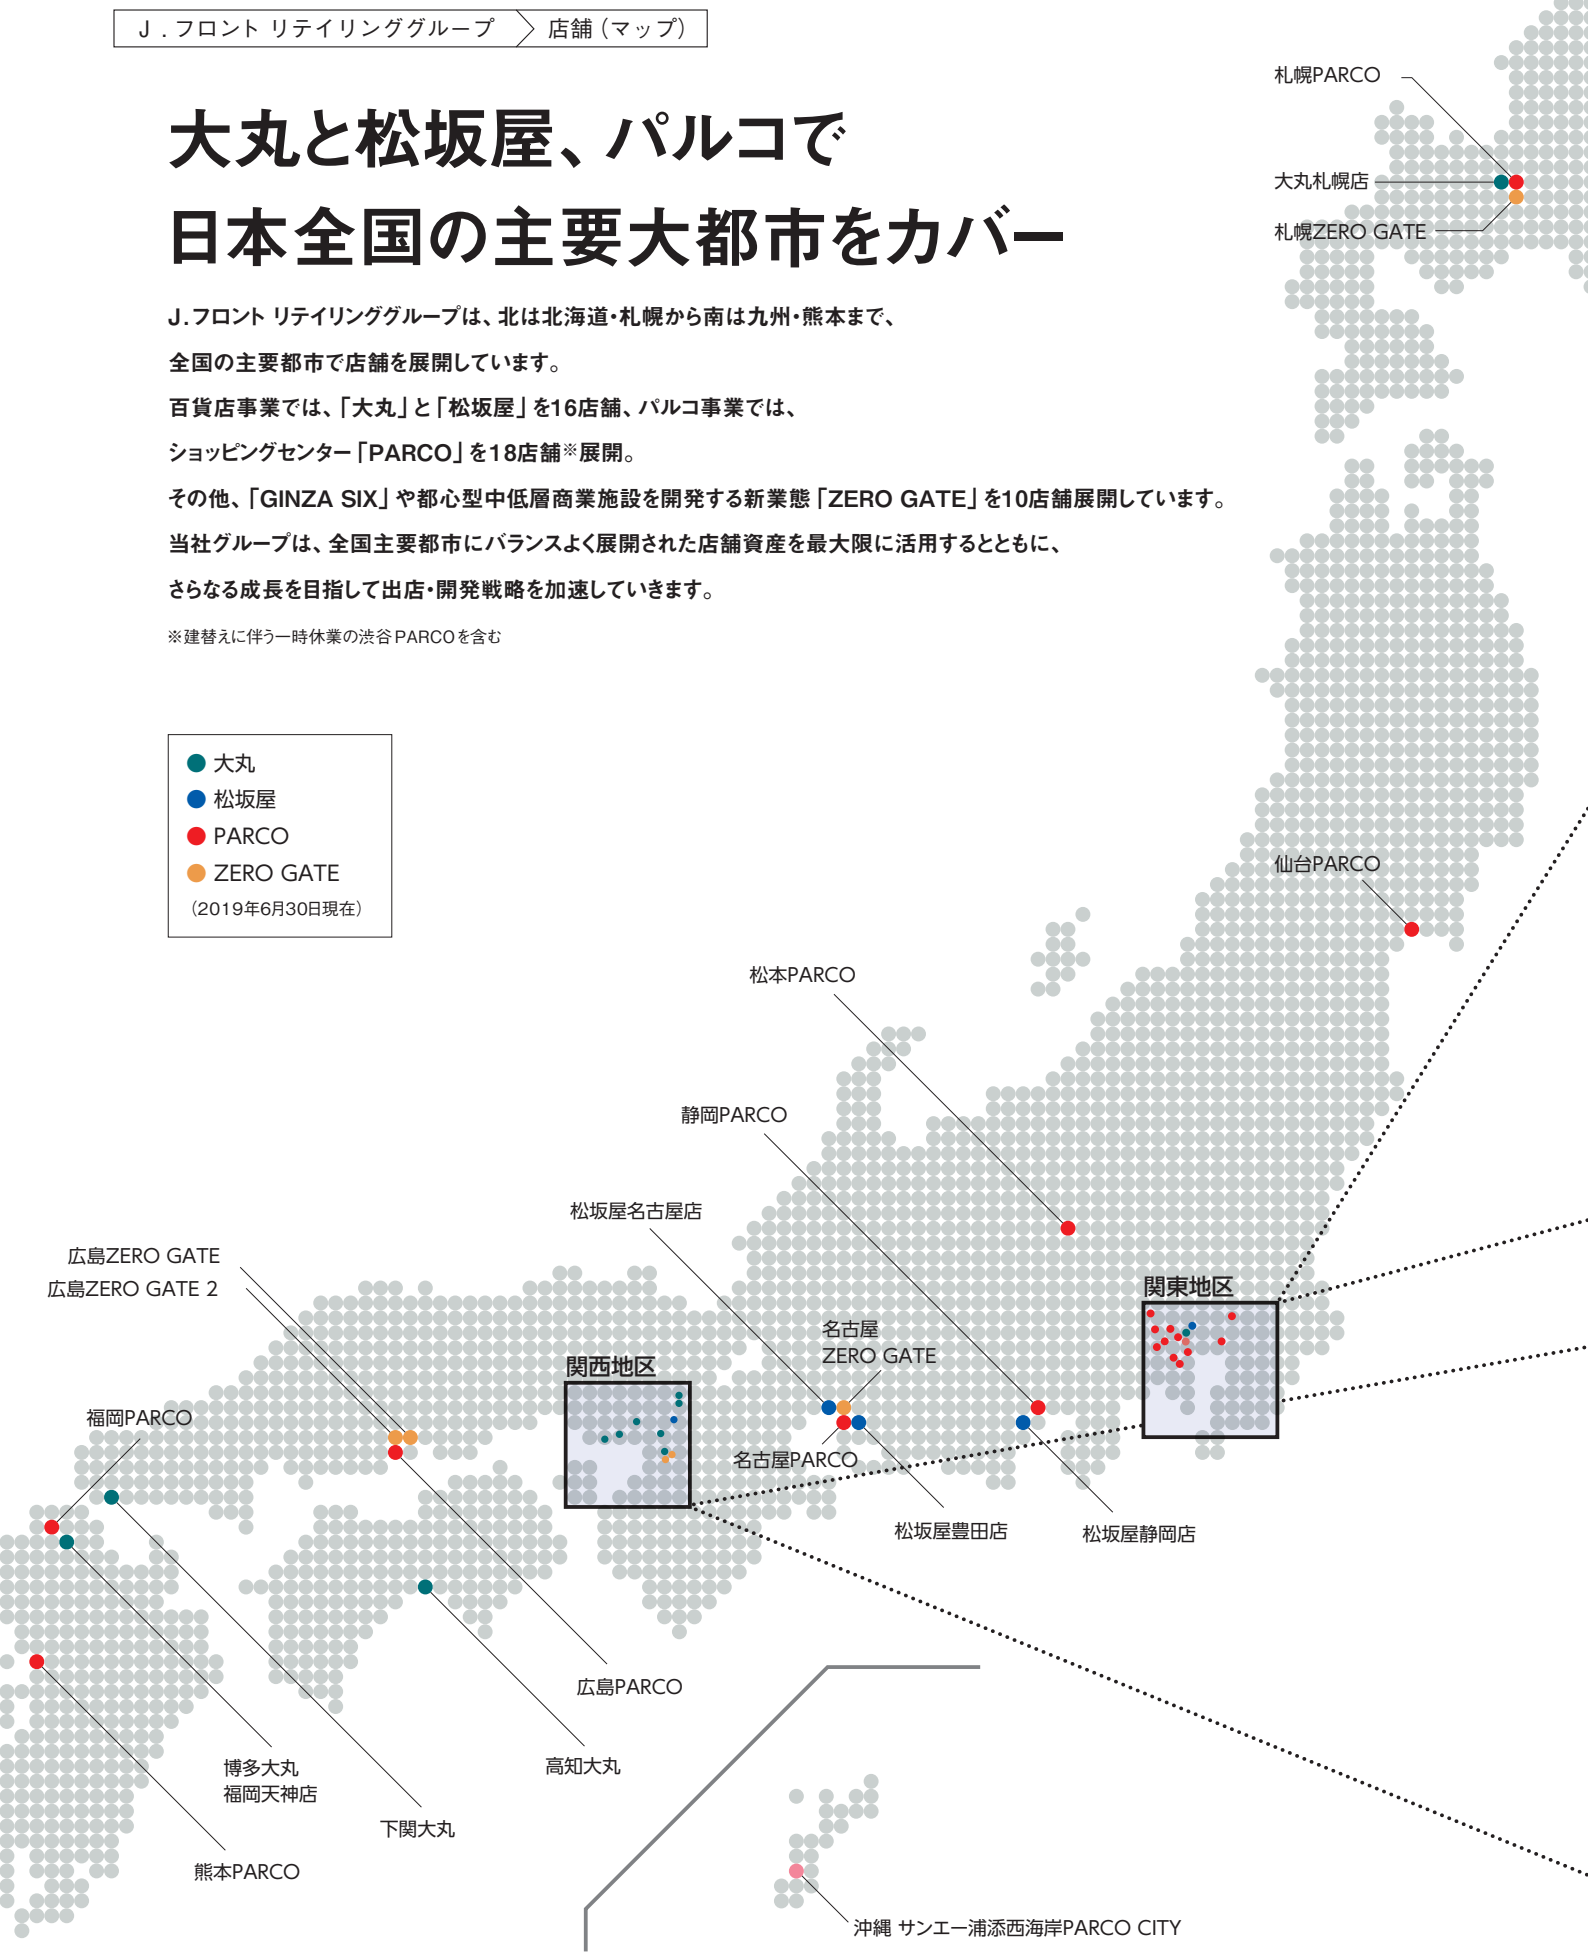 J．フロント リテイリンググループ
店舗（マップ）
大丸と松坂屋、パルコで
日本全国の主要大都市をカバー
J.フロント リテイリンググループは、北は北海道・札幌から南は九州・熊本まで、
全国の主要都市で店舗を展開しています。
百貨店事業では、「大丸」と「松坂屋」を16店舗、パルコ事業では、
ショッピングセンター「PARCO」を18店舗※展開。
その他、「GINZA SIX」や都心型中低層商業施設を開発する新業態「ZERO GATE」を10店舗展開しています。
当社グループは、全国主要都市にバランスよく展開された店舗資産を最大限に活用するとともに、
さらなる成長を目指して出店・開発戦略を加速していきます。
※建替えに伴う一時休業の渋谷PARCOを含む
大丸
松坂屋
PARCO
ZERO GATE
（2019年6月30日現在）
札幌PARCO
大丸札幌店
札幌ZERO GATE
仙台PARCO
松本PARCO
静岡PARCO
松坂屋名古屋店
広島ZERO GATE
広島ZERO GATE 2
関東地区
名古屋
ZERO GATE
関西地区
福岡PARCO
名古屋PARCO
松坂屋豊田店
松坂屋静岡店
広島PARCO
高知大丸
博多大丸
福岡天神店
下関大丸
熊本PARCO
沖縄 サンエー浦添西海岸PARCO CITY